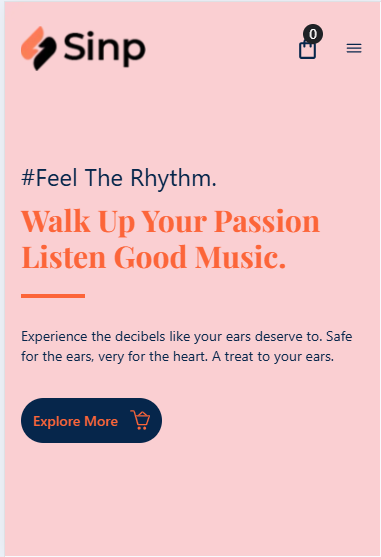 Sinp
0
#Feel The Rhythm.
Walk Up Your Passion
Listen Good Music.
Experience the decibels like your ears deserve to. Safe
for the ears, very for the heart. A treat to your ears.
Explore More